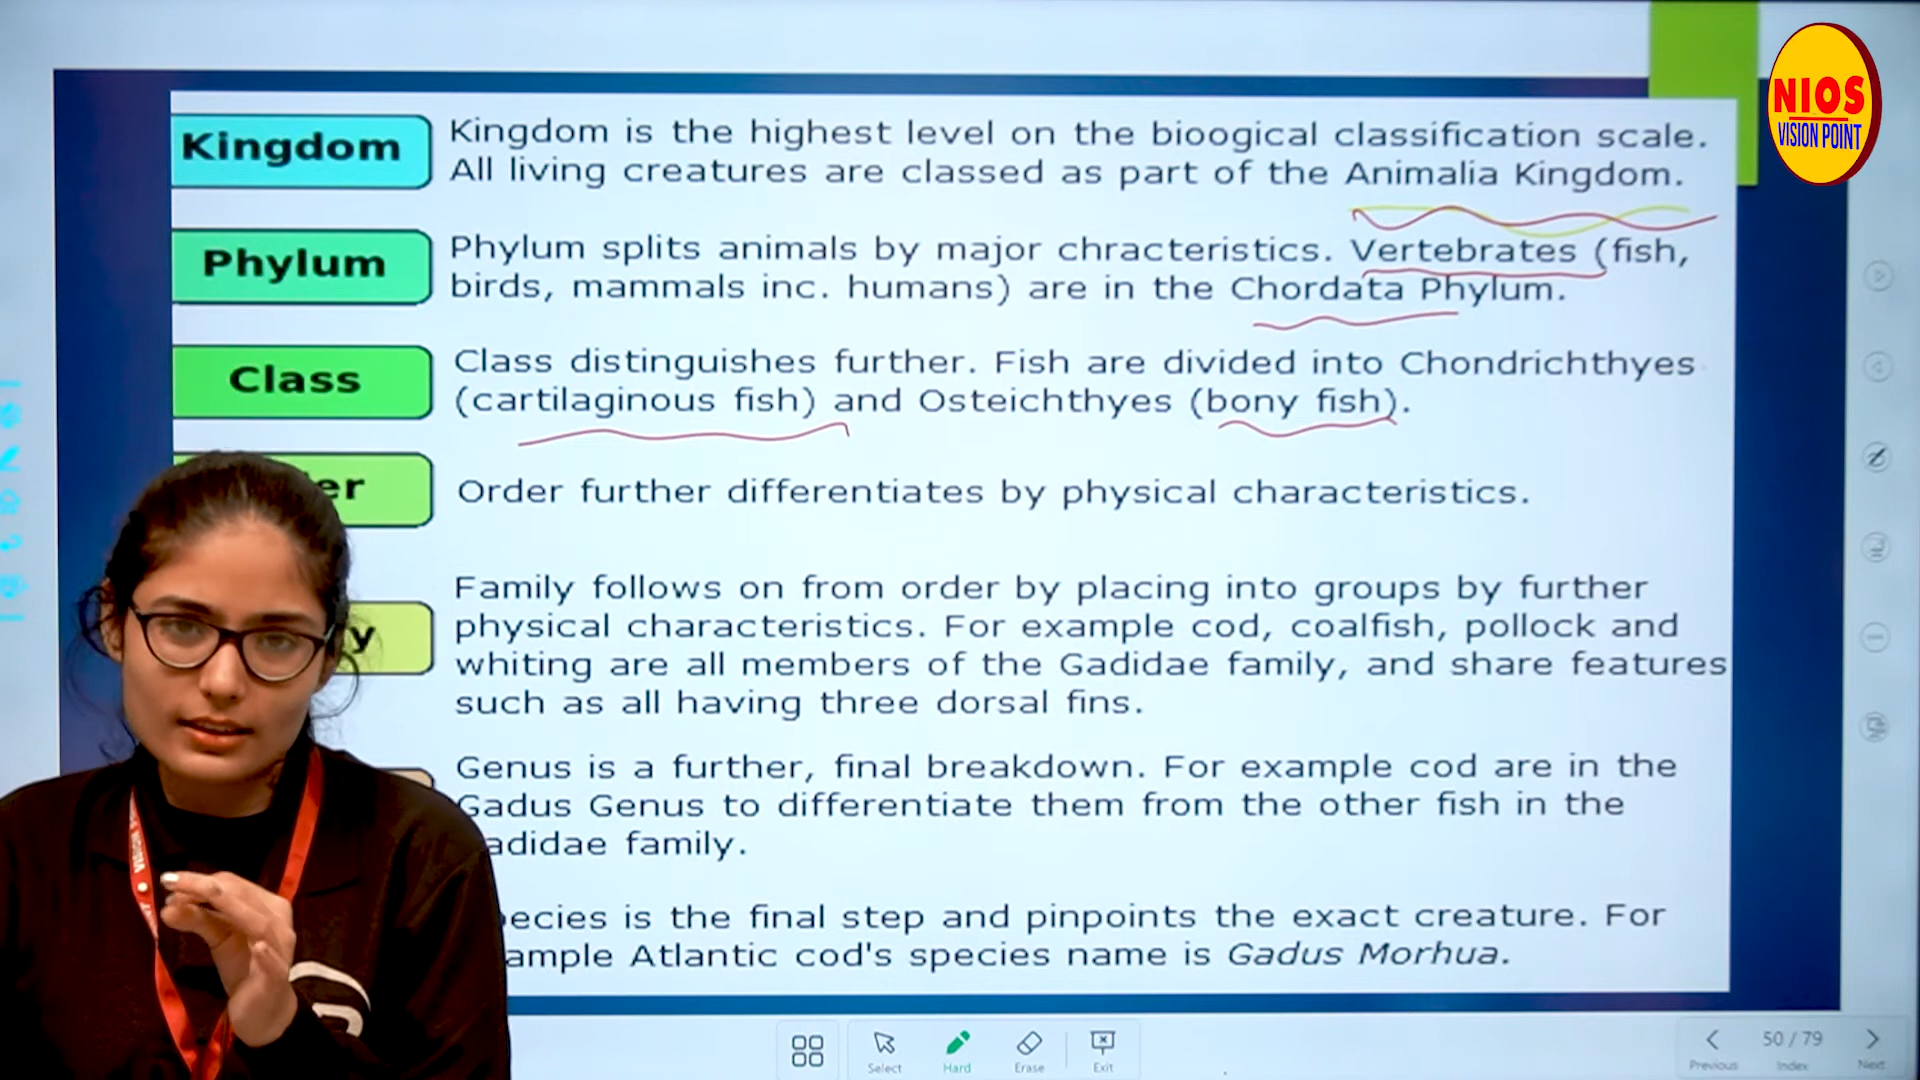 NIOS
VISION POINT
Kingdom
Kingdom is the highest level on the bioogical classification scale.
All living creatures are classed as part of the Animalia Kingdom.
Phylum
Phylum splits animals by major chracteristics. Vertebrates (fish,
birds, mammals inc. humans) are in the Chordata Phylum.
Class
Class distinguishes further. Fish are divided into Chondrichthyes
(cartilaginous fish) and Osteichthyes (bony fish).
er
Order further differentiates by physical characteristics.
y
Family follows on from order by placing into groups by further
physical characteristics. For example cod, coalfish, pollock and
whiting are all members of the Gadidae family, and share features
such as all having three dorsal fins.
Genus is a further, final breakdown. For example cod are in the
Gadus Genus to differentiate them from the other fish in the
adidae family.
ecies is the final step and pinpoints the exact creature. For
ample Atlantic cod's species name is Gadus Morhua.
Select
Hard
Erase
Exit
Previous
50 / 79
Index
Next